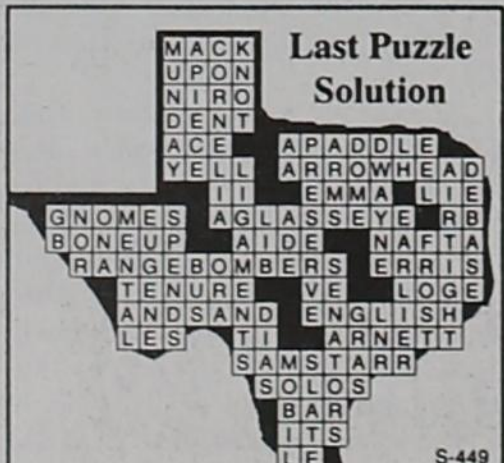 Last Puzzle
Solution
MACK
UPON
NIRO
DENT
ACE APADDLE
YELL ARROWHEAD
II EMMA LIE
GNOMES AGLASSEYE RB
BONEUP AIDE NAFTA
RANGEBOMBERS ERRIS
TENURE VE LOGE
ANDSAND ENGLISH
LES TI ARNETT
SAMSTARR
SOLOS
BAR
ITS
LE
S-449